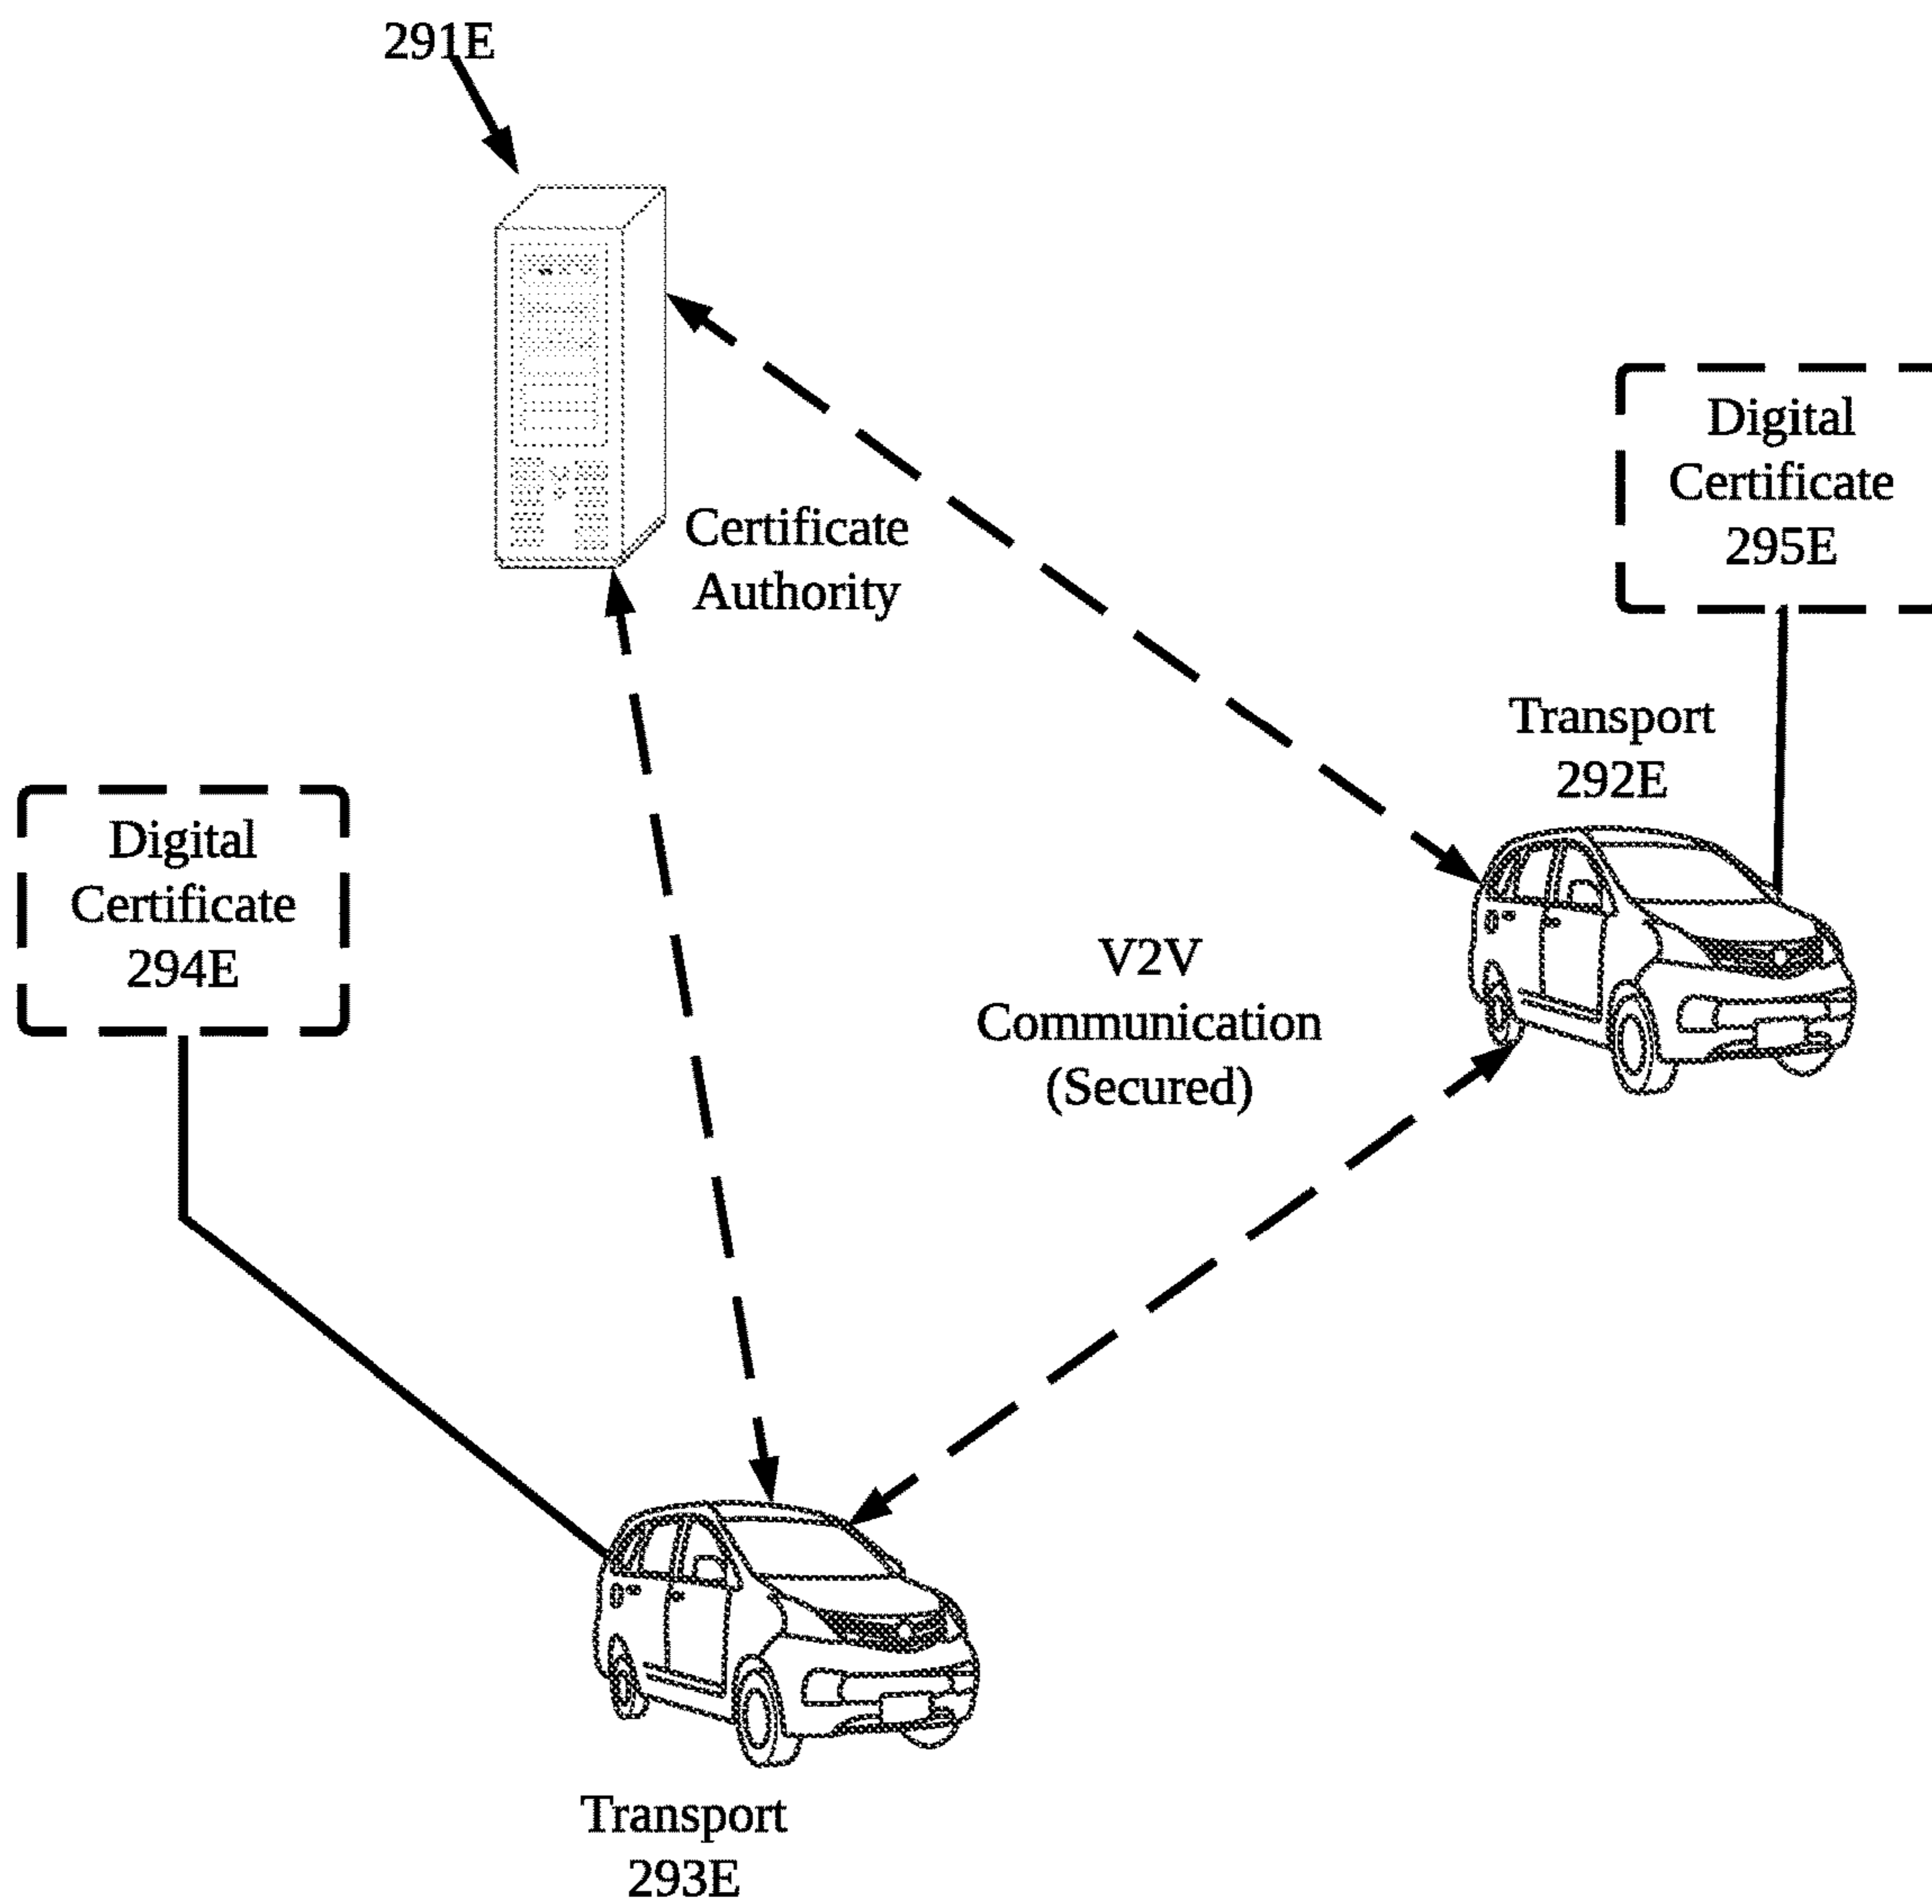 291E
Certificate
Authority
Digital
Certificate
295E
Transport
292E
Digital
Certificate
294E
V2V
Communication
(Secured)
Transport
293E